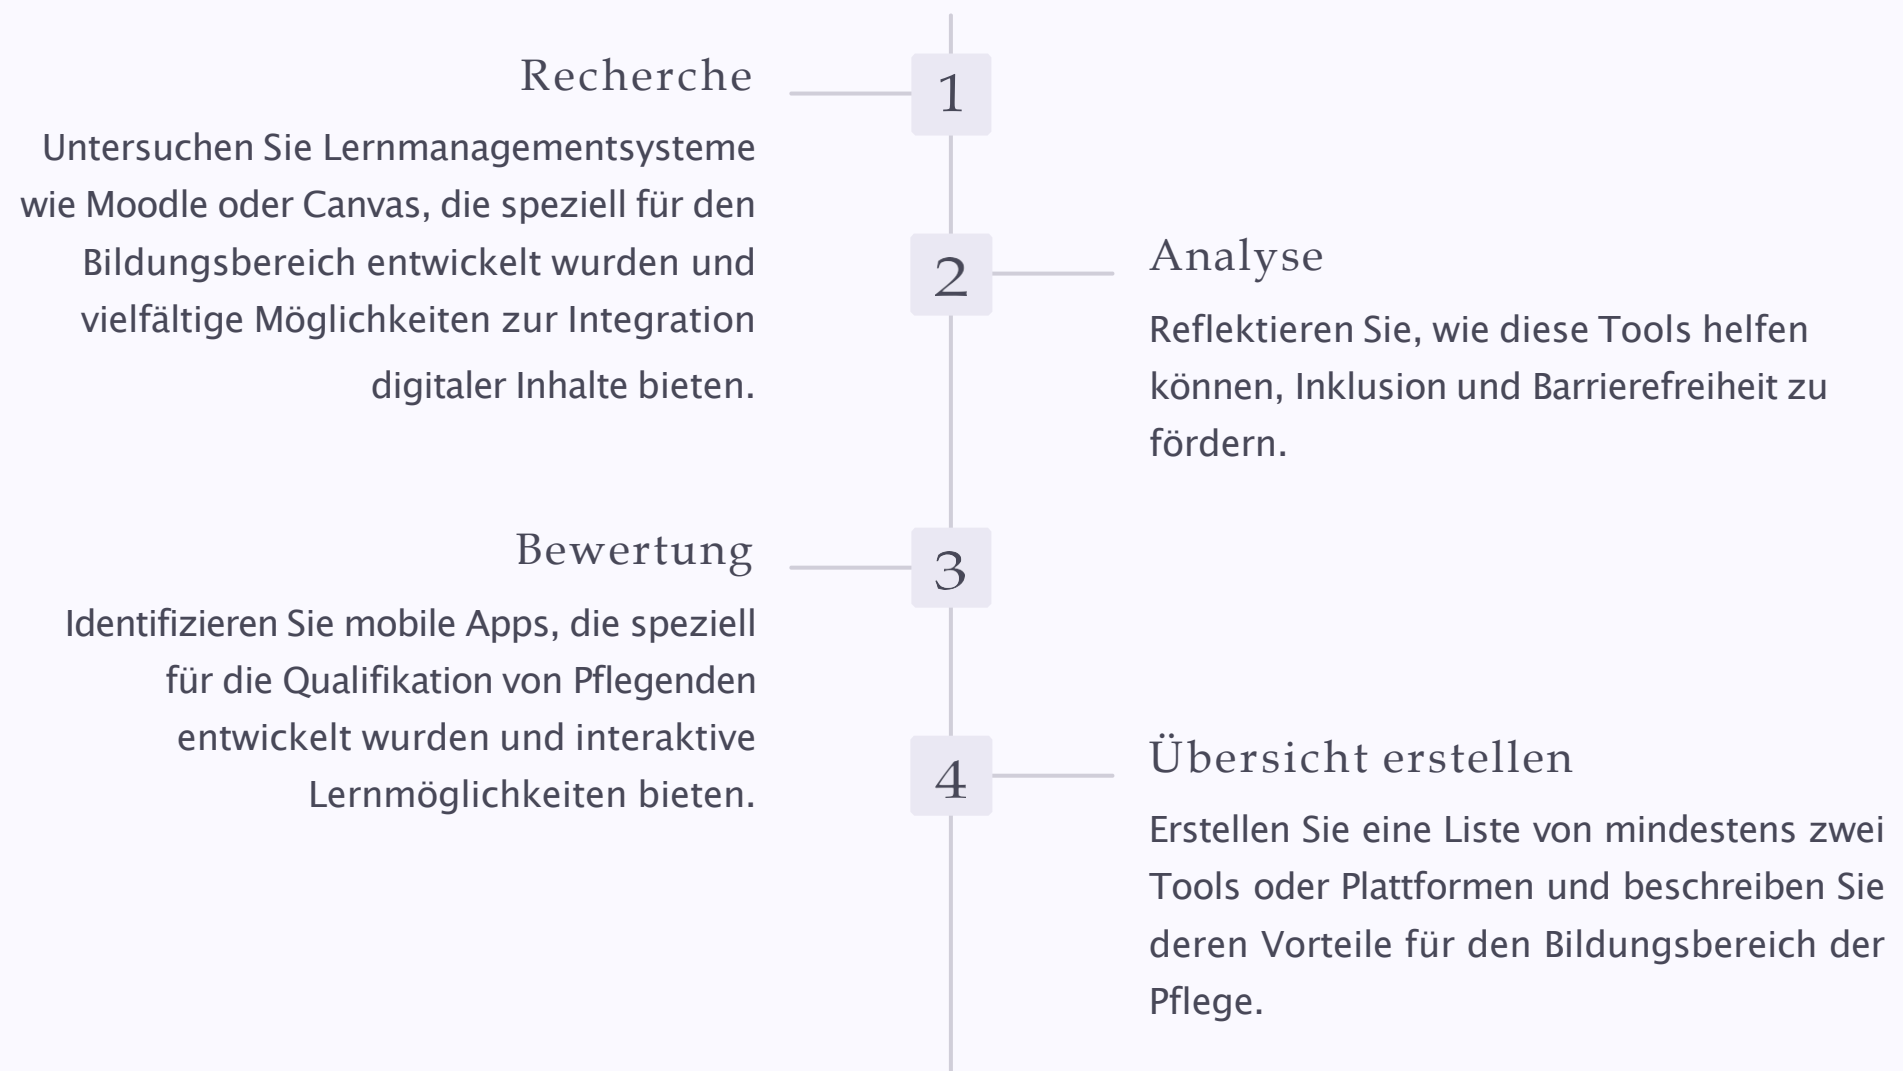 Recherche
1
Untersuchen Sie Lernmanagementsysteme
wie Moodle oder Canvas, die speziell für den
Bildungsbereich entwickelt wurden und
vielfältige Möglichkeiten zur Integration
digitaler Inhalte bieten.
2
Analyse
Reflektieren Sie, wie diese Tools helfen
können, Inklusion und Barrierefreiheit zu
fördern.
Bewertung
3
Identifizieren Sie mobile Apps, die speziell
für die Qualifikation von Pflegenden
entwickelt wurden und interaktive
Lernmöglichkeiten bieten.
4
Übersicht erstellen
Erstellen Sie eine Liste von mindestens zwei
Tools oder Plattformen und beschreiben Sie
deren Vorteile für den Bildungsbereich der
Pflege.